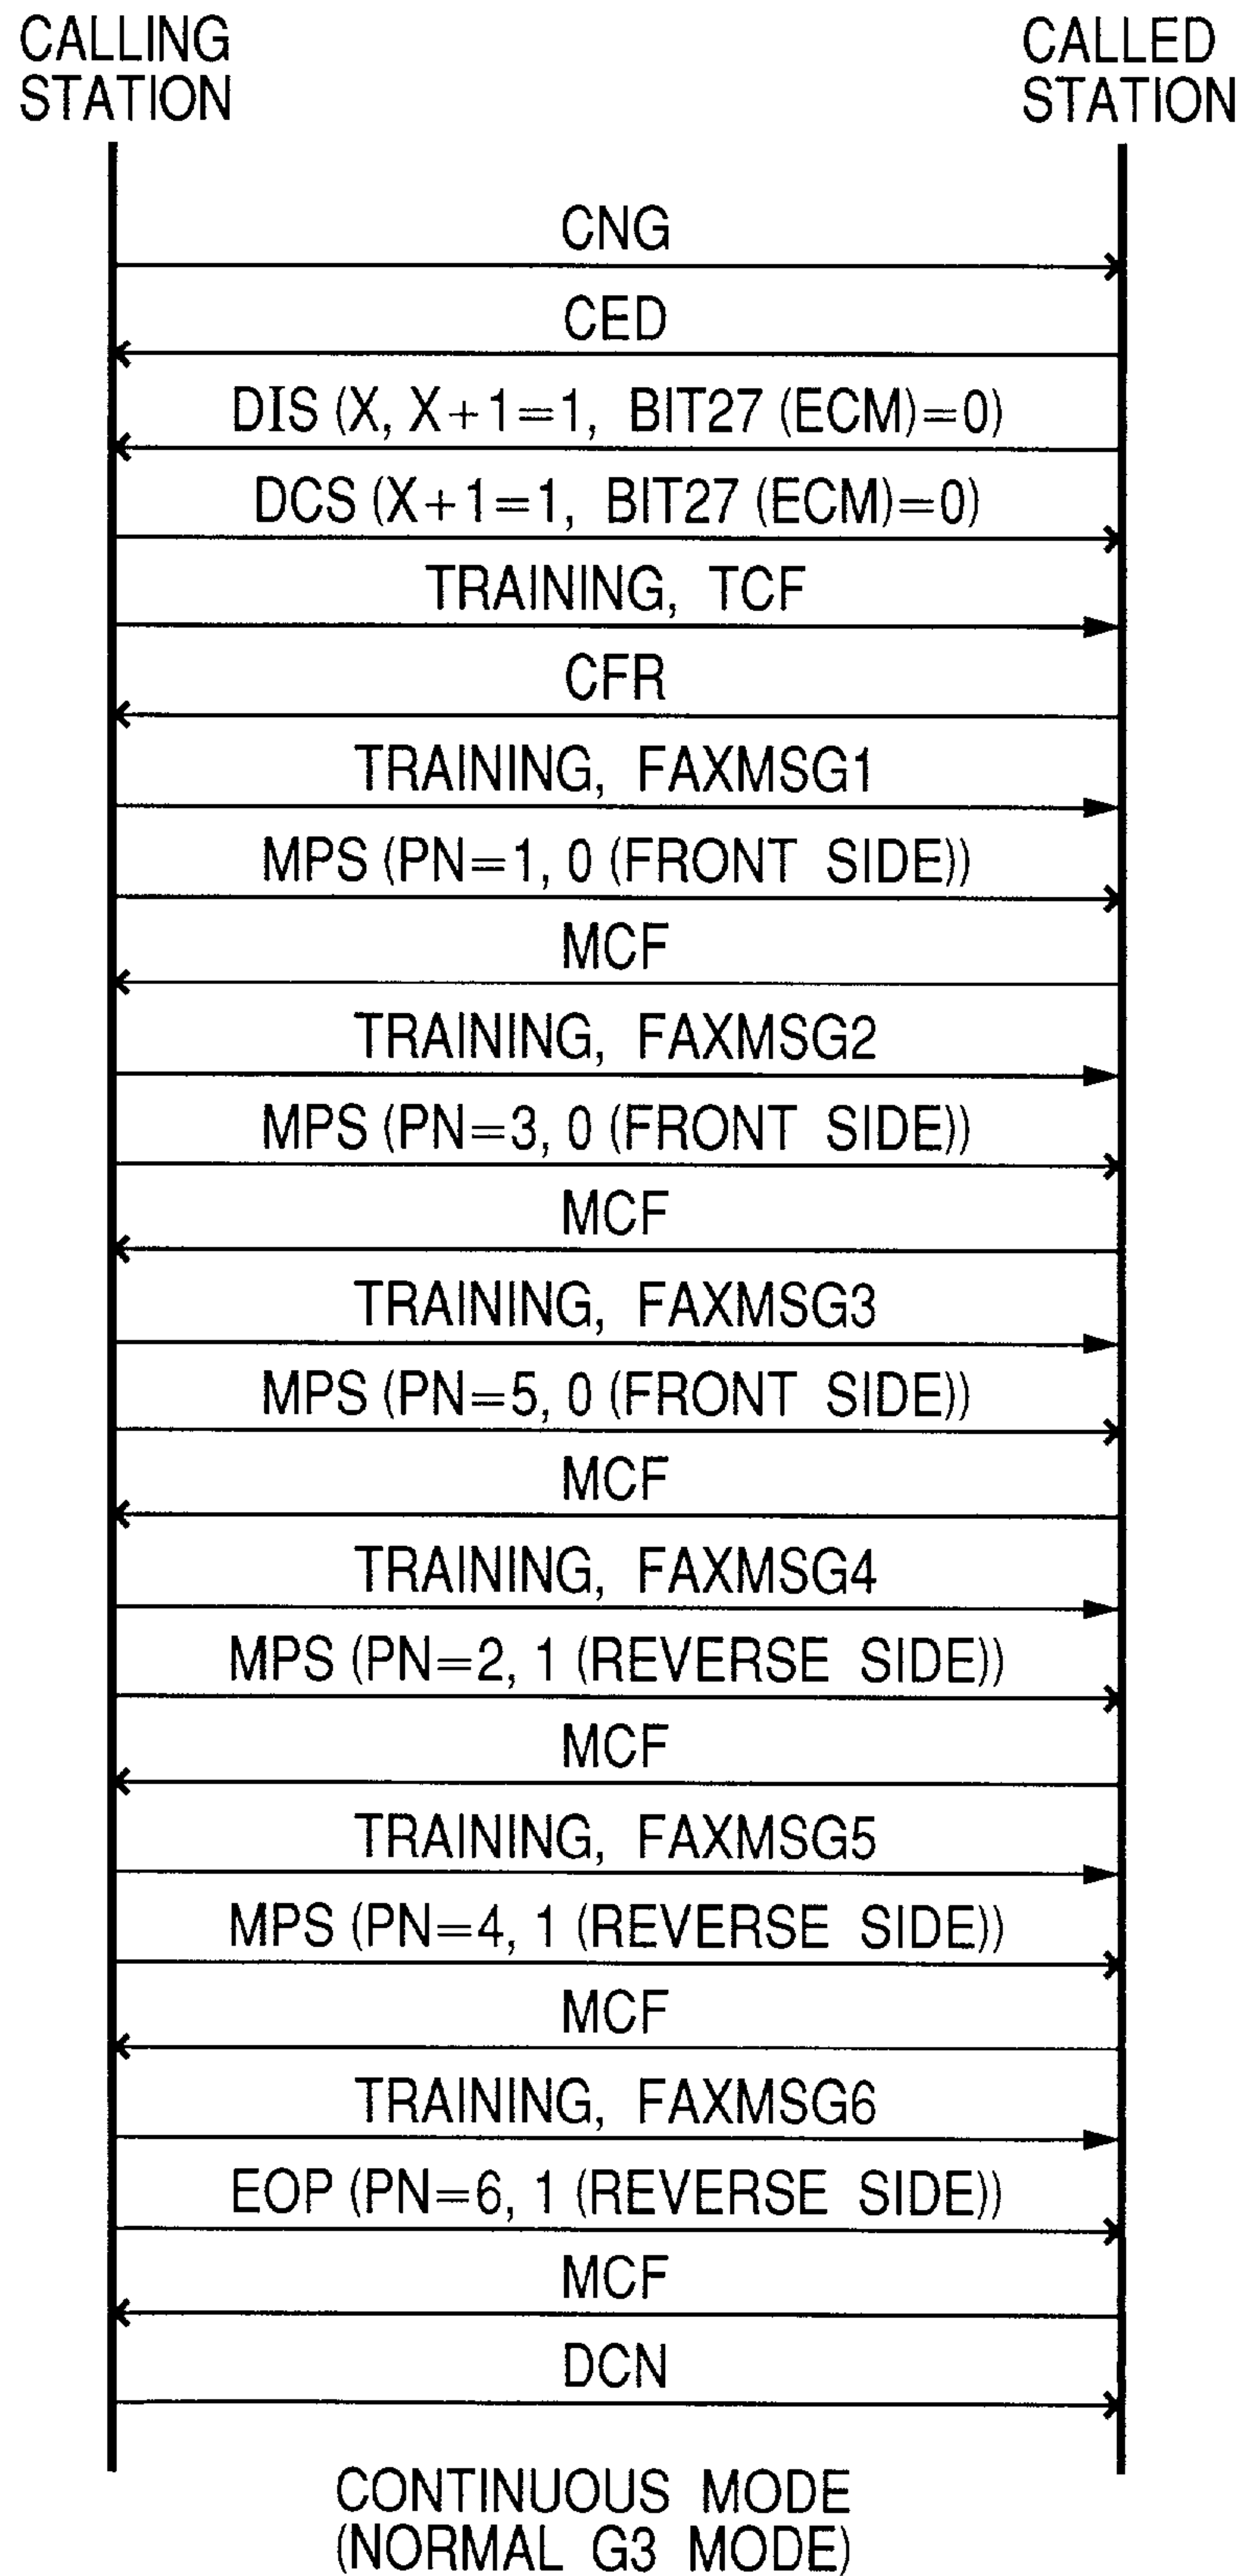 CALLING
STATION
CALLED
STATION
CNG
CED
DIS (X, X+1=1, BIT27 (ECM)=0)
DCS (X+1=1, BIT27 (ECM)=0)
TRAINING, TCF
CFR
TRAINING, FAXMSG1
MPS (PN=1, 0 (FRONT SIDE))
MCF
TRAINING, FAXMSG2
MPS (PN=3, 0 (FRONT SIDE))
MCF
TRAINING, FAXMSG3
MPS (PN=5, 0 (FRONT SIDE))
MCF
TRAINING, FAXMSG4
MPS (PN=2, 1 (REVERSE SIDE))
MCF
TRAINING, FAXMSG5
MPS (PN=4, 1 (REVERSE SIDE))
MCF
TRAINING, FAXMSG6
EOP (PN=6, 1 (REVERSE SIDE))
MCF
DCN
CONTINUOUS MODE
(NORMAL G3 MODE)